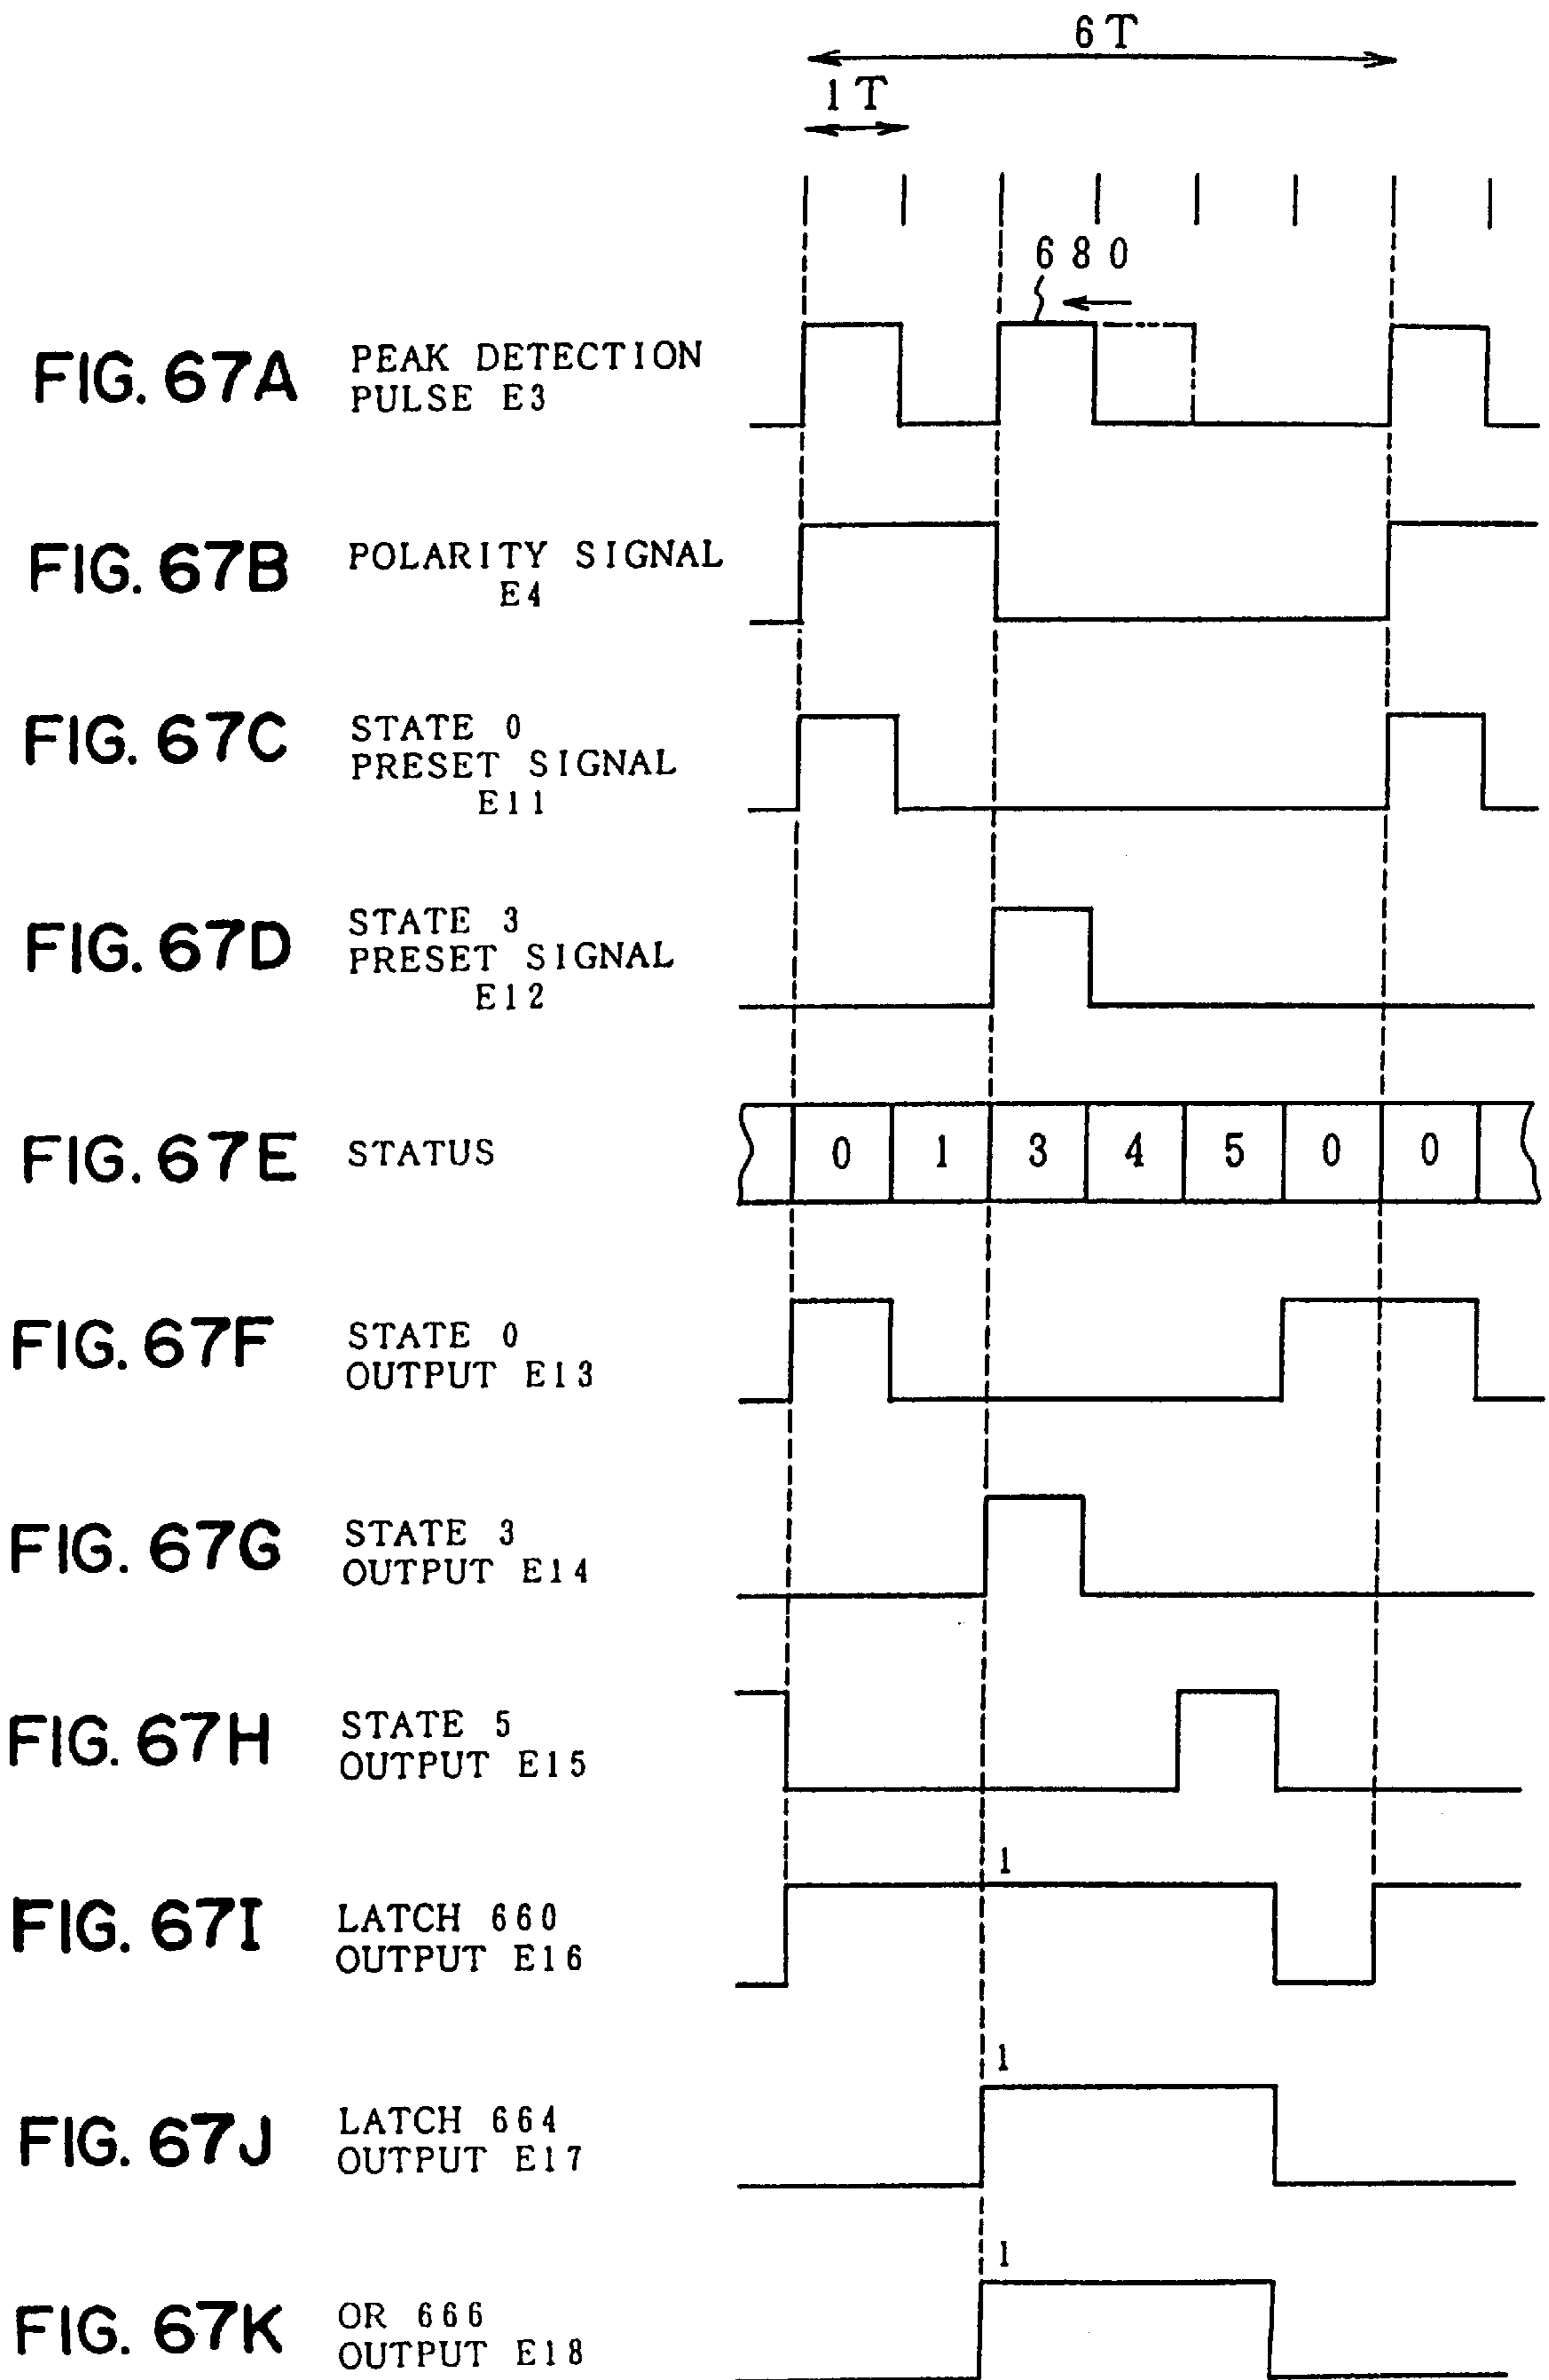 6T
1T
680
FIG. 67A PEAK DETECTION
PULSE E3
FIG. 67B POLARITY SIGNAL
E4
FIG. 67C STATE 0
PRESET SIGNAL
E11
FIG. 67D STATE 3
PRESET SIGNAL
E12
FIG. 67E STATUS 0 1 3 4 5 0 0
FIG. 67F STATE 0
OUTPUT E13
FIG. 67G STATE 3
OUTPUT E14
FIG. 67H STATE 5
OUTPUT E15
1
FIG. 67I LATCH 660
OUTPUT E16
1
FIG. 67J LATCH 664
OUTPUT E17
1
FIG. 67K OR 666
OUTPUT E18